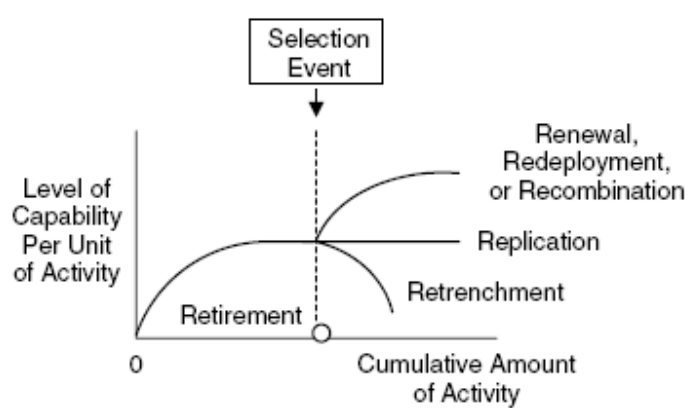 Selection
Event
Renewal,
Redeployment,
or Recombination
Level of
Capability
Per Unit
of Activity
Replication
Retrenchment
Retirement
0
Cumulative Amount
of Activity